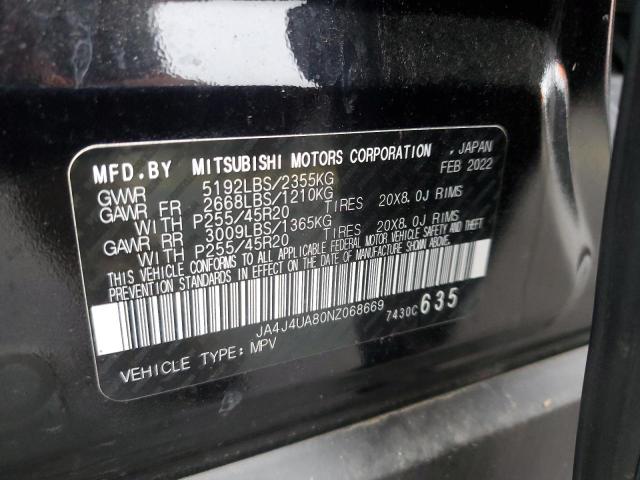 MFD.BY MITSUBISHI MOTORS CORPORATION , JAPAN
FEB 2022
GVWR 5192LBS/2355KG
GAWR FR 2668LBS/1210KG
WITH P255/45R20 TIRES 20X8.0J RIMS
GAWR RR 3009LBS/1365KG
WITH P255/45R20 TIRES 20X8.0J RIMS
THIS VEHICLE CONFORMS TO ALL APPLICABLE FEDERAL MOTOR VEHICLE SAFETY AND THEFT
PREVENTION STANDARDS IN EFFECT ON THE DATE OF MANUFACTURE SHOWN ABOVE.
JA4J4UA80NZ068669
7430C 635
VEHICLE TYPE: MPV